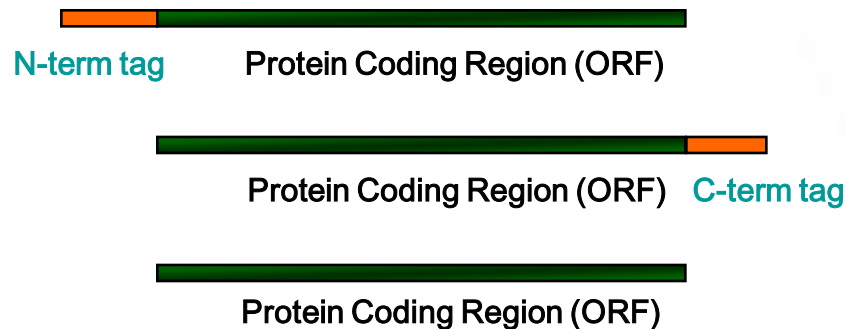 N-term tag Protein Coding Region (ORF)
Protein Coding Region (ORF) C-term tag
Protein Coding Region (ORF)